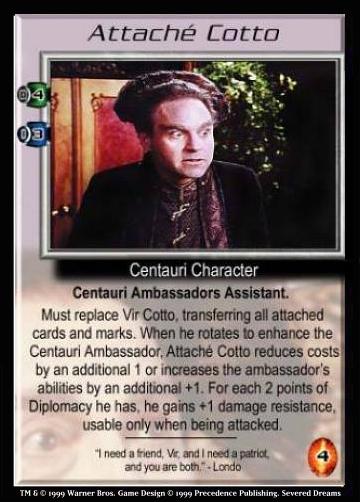 Attaché Cotto
4
3
Centauri Character
Centauri Ambassadors Assistant.
Must replace Vir Cotto, transferring all attached
cards and marks. When he rotates to enhance the
Centauri Ambassador, Attaché Cotto reduces costs
by an additional 1 or increases the ambassador's
abilities by an additional +1. For each 2 points of
Diplomacy he has, he gains +1 damage resistance,
usable only when being attacked.
"I need a friend, Vir, and I need a patriot,
and you are both." - Londo
4
TM & © 1999 Warner Bros. Game Design © 1999 Precedence Publishing. Severed Dreams